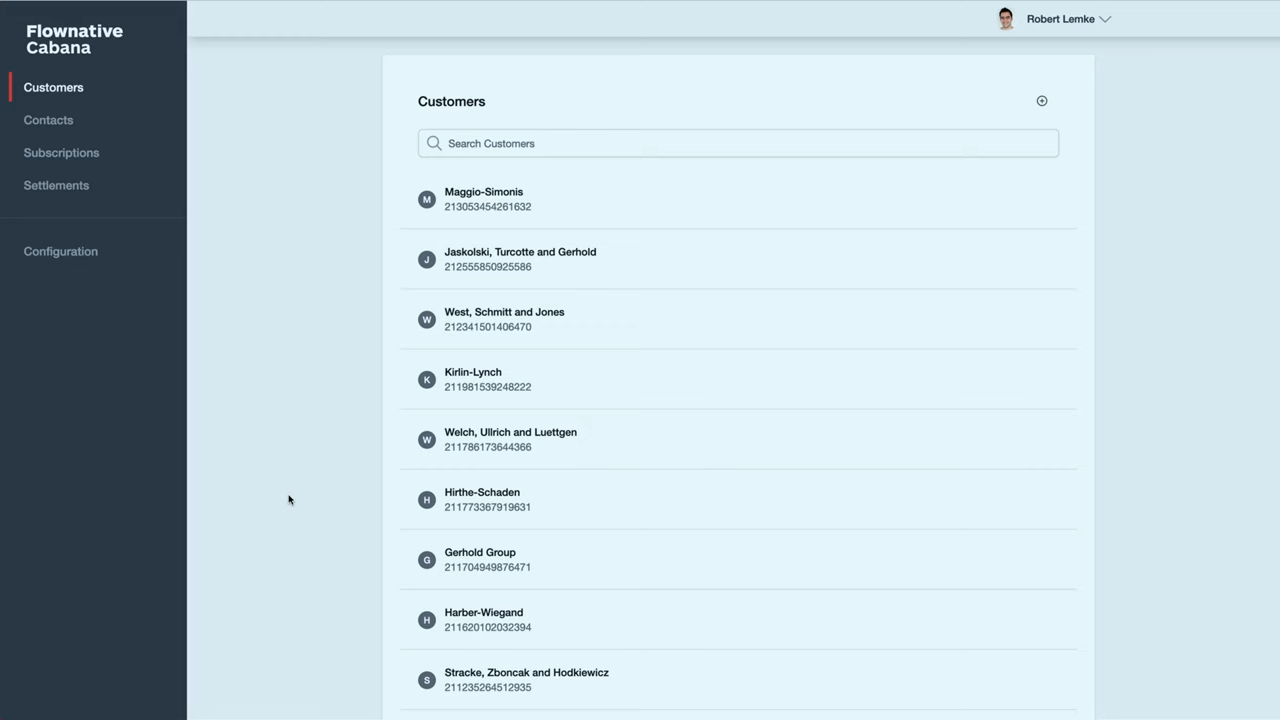 Flownative
Cabana
Customers
Contacts
Subscriptions
Settlements
Configuration
Robert Lemke
Customers
Search Customers
M
Maggio-Simonis
213053454261632
J
Jaskolski, Turcotte and Gerhold
212555850925586
W
West, Schmitt and Jones
212341501406470
K
Kirlin-Lynch
211981539248222
W
Welch, Ullrich and Luettgen
211786173644366
H
Hirthe-Schaden
211773367919631
G
Gerhold Group
211704949876471
H
Harber-Wiegand
211620102032394
S
Stracke, Zboncak and Hodkiewicz
211235264512935